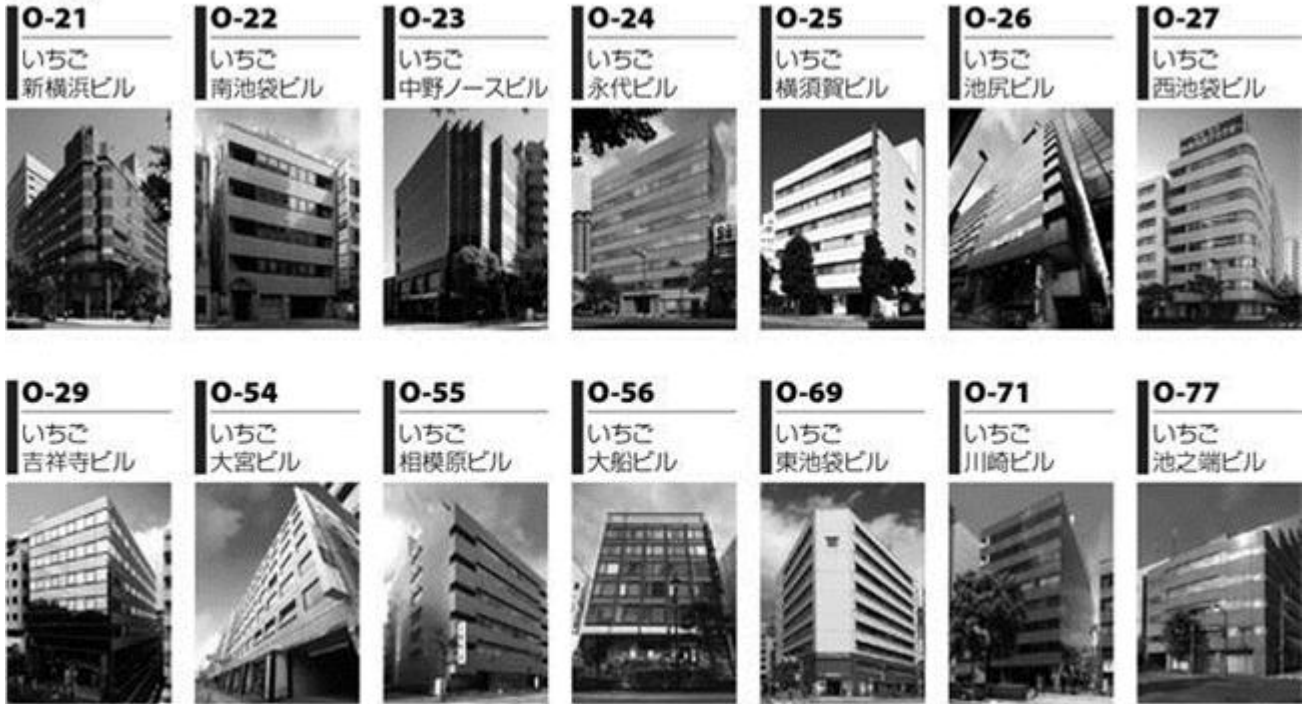 O-21
いちご
新横浜ビル
O-22
いちご
南池袋ビル
O-23
いちご
中野ノースビル
O-24
いちご
永代ビル
O-25
いちご
横須賀ビル
O-26
いちご
池尻ビル
O-27
いちご
西池袋ビル
O-29
いちご
吉祥寺ビル
O-54
いちご
大宮ビル
O-55
いちご
相模原ビル
O-56
いちご
大船ビル
O-69
いちご
東池袋ビル
O-71
いちご
川崎ビル
O-77
いちご
池之端ビル